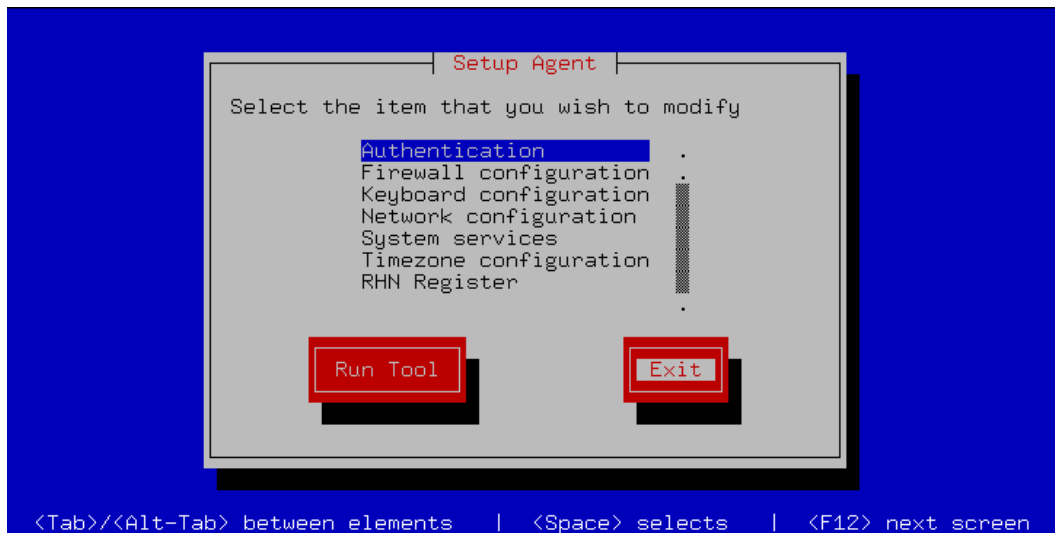 Setup Agent
Select the item that you wish to modify
Authentication
Firewall configuration
Keyboard configuration
Network configuration
System services
Timezone configuration
RHN Register
Run Tool Exit
<Tab>/<Alt-Tab> between elements | <Space> selects | <F12> next screen